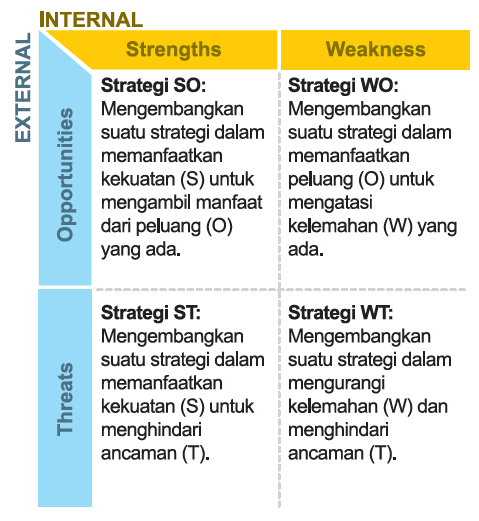 INTERNAL
EXTERNAL
Strengths
Weakness
Opportunities
Strategi SO:
Mengembangkan
suatu strategi dalam
memanfaatkan
kekuatan (S) untuk
mengambil manfaat
dari peluang (O)
yang ada.
Strategi WO:
Mengembangkan
suatu strategi dalam
memanfaatkan
peluang (O) untuk
mengatasi
kelemahan (W) yang
ada.
Threats
Strategi ST:
Mengembangkan
suatu strategi dalam
memanfaatkan
kekuatan (S) untuk
menghindari
ancaman (T).
Strategi WT:
Mengembangkan
suatu strategi dalam
mengurangi
kelemahan (W) dan
menghindari
ancaman (T).